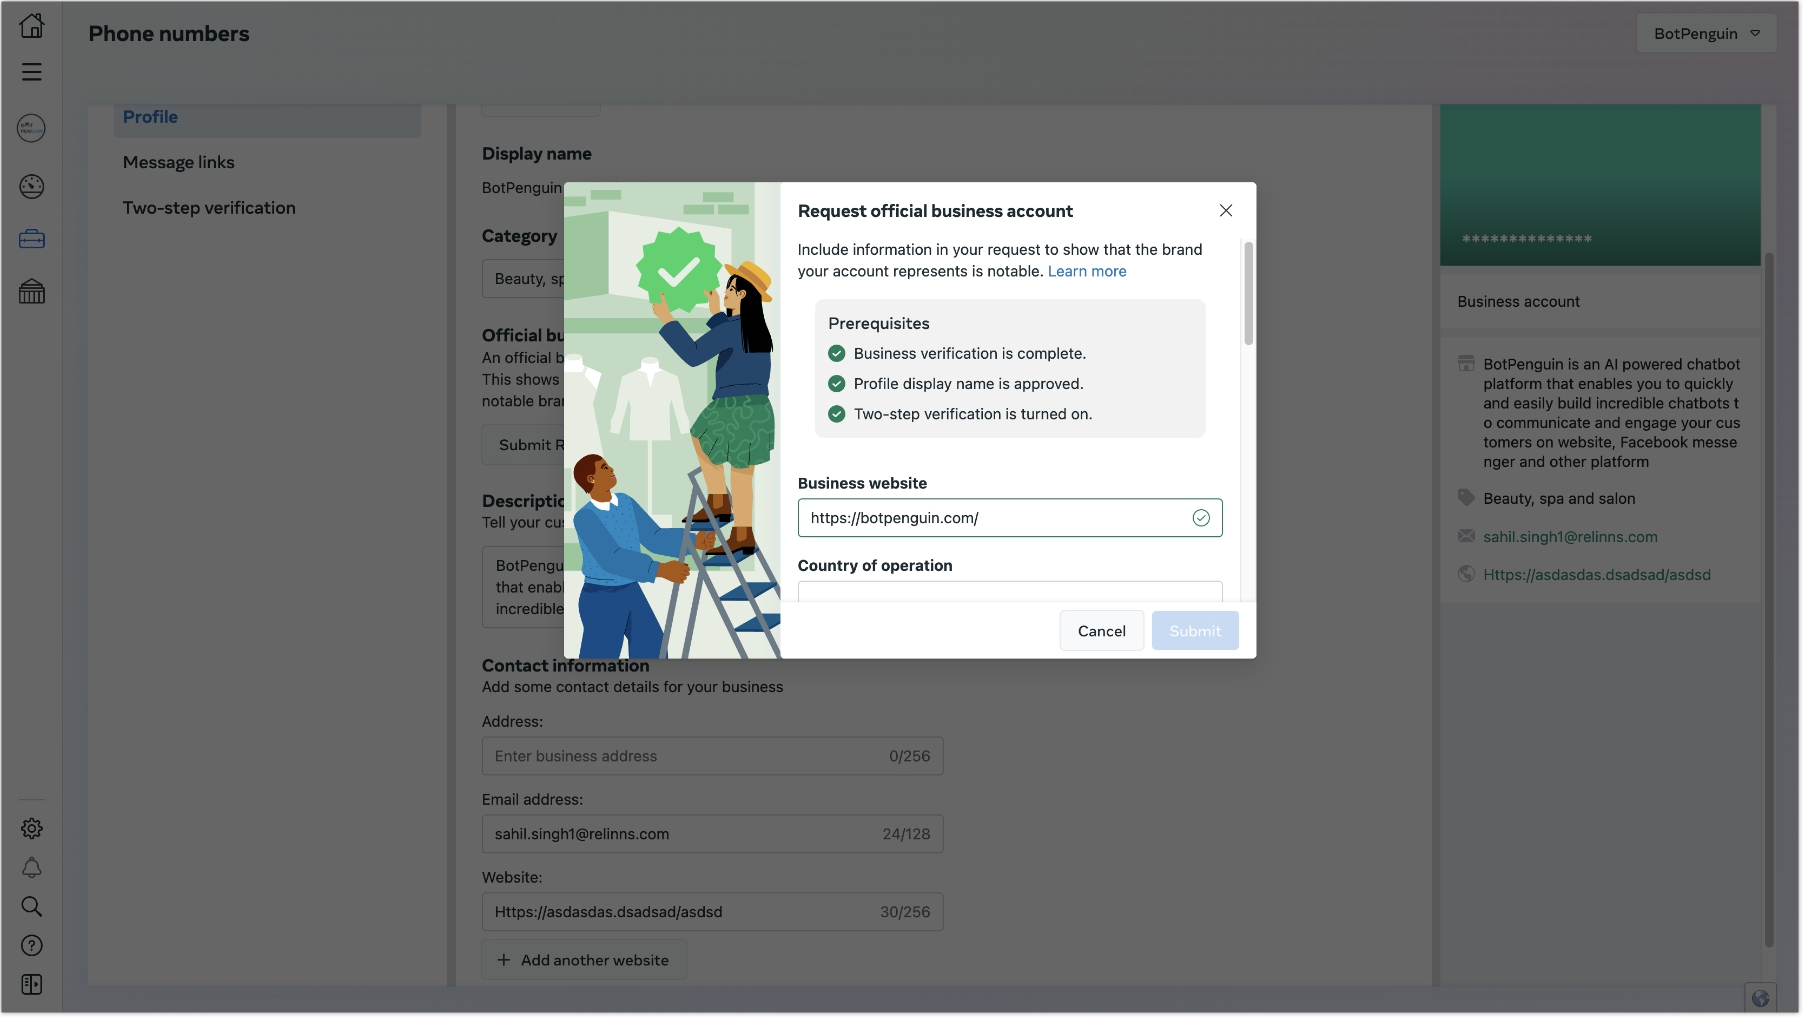 Phone numbers
BotPenguin
Profile
Message links
Two-step verification
Display name
BotPenguin
Category
Beauty, sp
Official bu
An official b
This shows
notable bra
Submit R
Descriptio
Tell your cu
BotPengu
that enabl
incredible
Contact information
Add some contact details for your business
Address:
Enter business address 0/256
Email address:
sahil.singh1@relinns.com 24/128
Website:
Https://asdasdas.dsadsad/asdsd 30/256
+ Add another website
Request official business account
Include information in your request to show that the brand
your account represents is notable. Learn more
Prerequisites
Business verification is complete.
Profile display name is approved.
Two-step verification is turned on.
Business website
https://botpenguin.com/
Country of operation
Cancel Submit
**************
Business account
BotPenguin is an AI powered chatbot
platform that enables you to quickly
and easily build incredible chatbots t
o communicate and engage your cus
tomers on website, Facebook messe
nger and other platform
Beauty, spa and salon
sahil.singh1@relinns.com
Https://asdasdas.dsadsad/asdsd